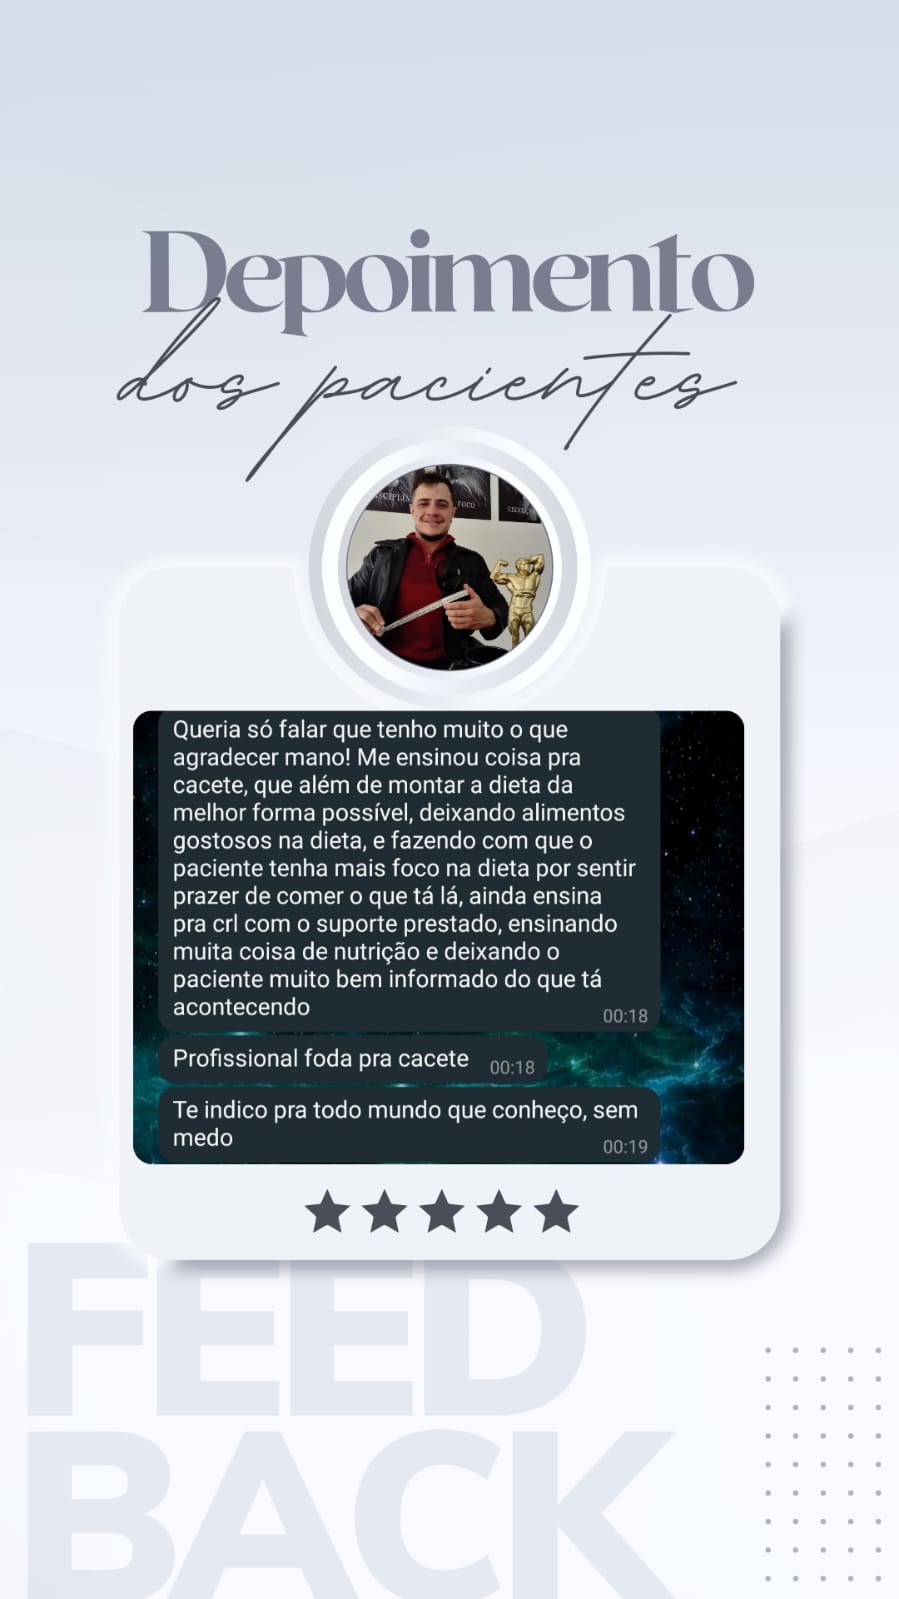 Depoimento
dos pacientes
FOCO
Queria só falar que tenho muito o que
agradecer mano! Me ensinou coisa pra
cacete, que além de montar a dieta da
melhor forma possível, deixando alimentos
gostosos na dieta, e fazendo com que o
paciente tenha mais foco na dieta por sentir
prazer de comer o que tá lá, ainda ensina
pra crl com o suporte prestado, ensinando
muita coisa de nutrição e deixando o
paciente muito bem informado do que tá
acontecendo
00:18
Profissional foda pra cacete 00:18
Te indico pra todo mundo que conheço, sem
medo
00:19
FEED
BACK